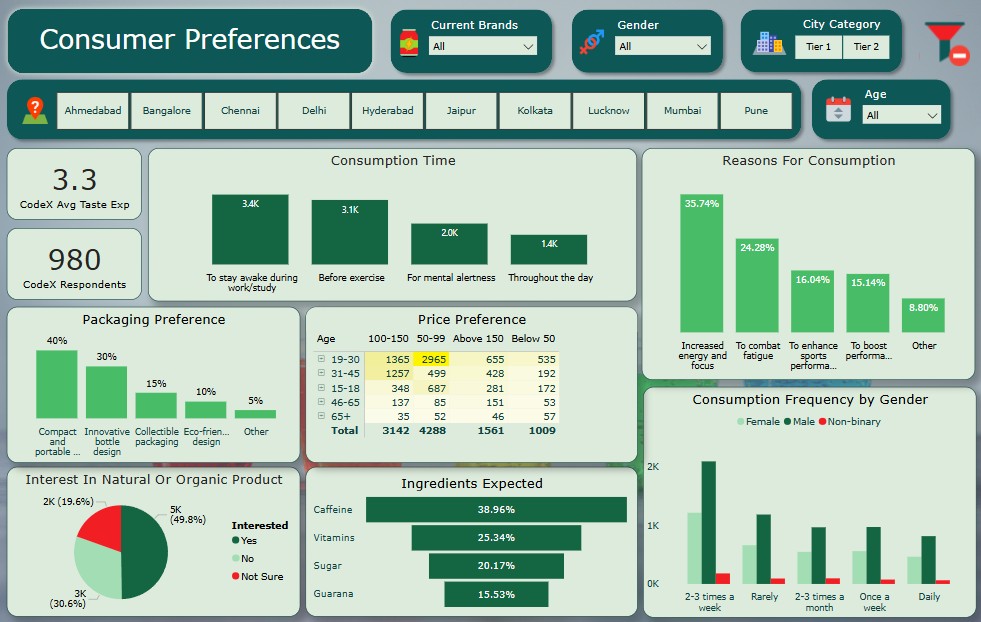 Consumer Preferences
Current Brands
All
Gender
All
City Category
Tier 1
Tier 2
Ahmedabad
Bangalore
Chennai
Delhi
Hyderabad
Jaipur
Kolkata
Lucknow
Mumbai
Pune
Age
All
3.3
CodeX Avg Taste Exp
980
CodeX Respondents
Consumption Time
3.4K
3.1K
2.0K
1.4K
To stay awake during
work/study
Before exercise
For mental alertness
Throughout the day
Reasons For Consumption
35.74%
24.28%
16.04%
15.14%
8.80%
Increased
energy and
focus
To combat
fatigue
To enhance
sports
performa...
To boost
performa...
Other
Packaging Preference
40%
30%
15%
10%
5%
Compact
and
portable ...
Innovative
bottle
design
Collectible
packaging
Eco-frien...
design
Other
Price Preference
Age 100-150 50-99 Above 150 Below 50
19-30 1365 2965 655 535
31-45 1257 499 428 192
15-18 348 687 281 172
46-65 137 85 151 53
65+ 35 52 46 57
Total 3142 4288 1561 1009
Consumption Frequency by Gender
Female Male Non-binary
2K
1K
0K
2-3 times a
week
Rarely
2-3 times a
month
Once a
week
Daily
Interest In Natural Or Organic Product
2K (19.6%)
5K
(49.8%)
3K
(30.6%)
Interested
Yes
No
Not Sure
Ingredients Expected
Caffeine 38.96%
Vitamins 25.34%
Sugar 20.17%
Guarana 15.53%